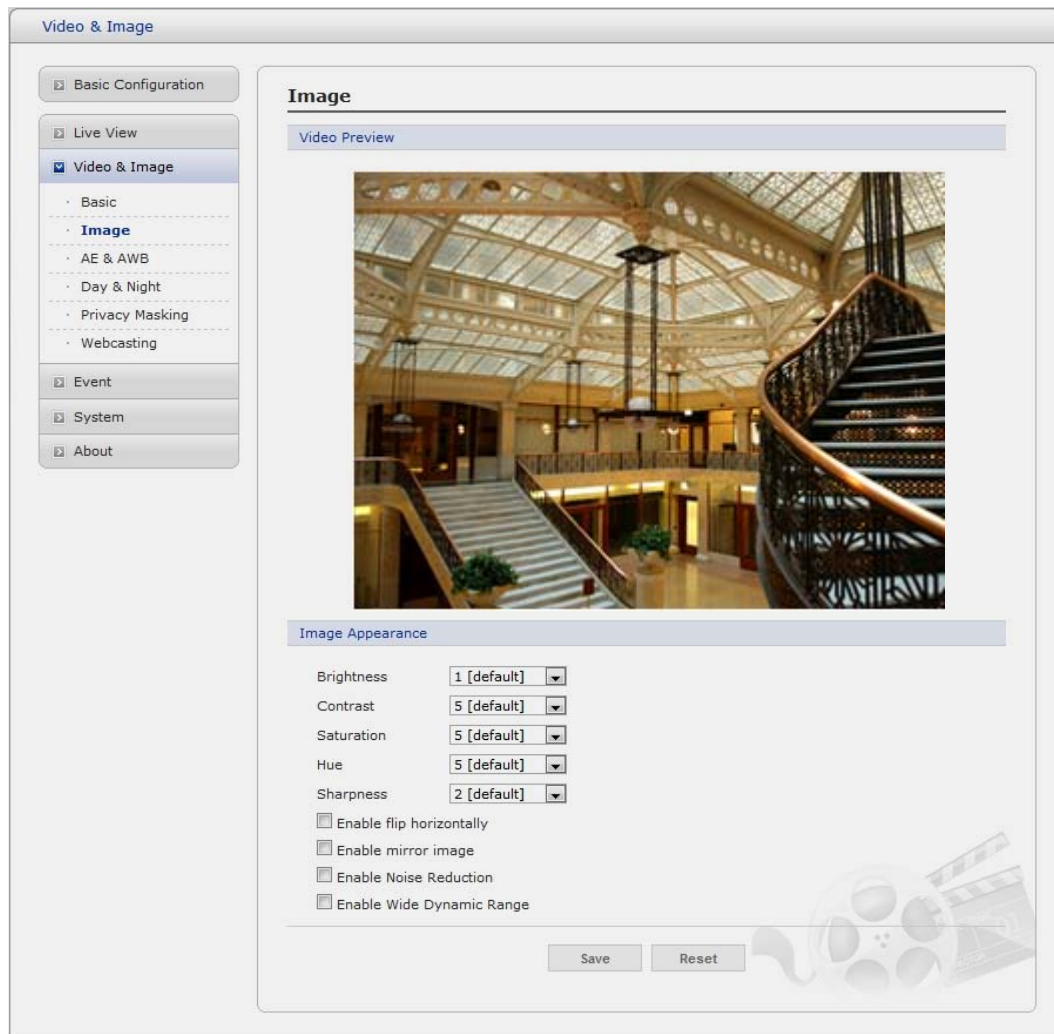 Video & Image
Basic Configuration
Live View
Video & Image
· Basic
· Image
· AE & AWB
· Day & Night
· Privacy Masking
· Webcasting
Event
System
About
Image
Video Preview
Image Appearance
Brightness 1 [default]
Contrast 5 [default]
Saturation 5 [default]
Hue 5 [default]
Sharpness 2 [default]
Enable flip horizontally
Enable mirror image
Enable Noise Reduction
Enable Wide Dynamic Range
Save Reset